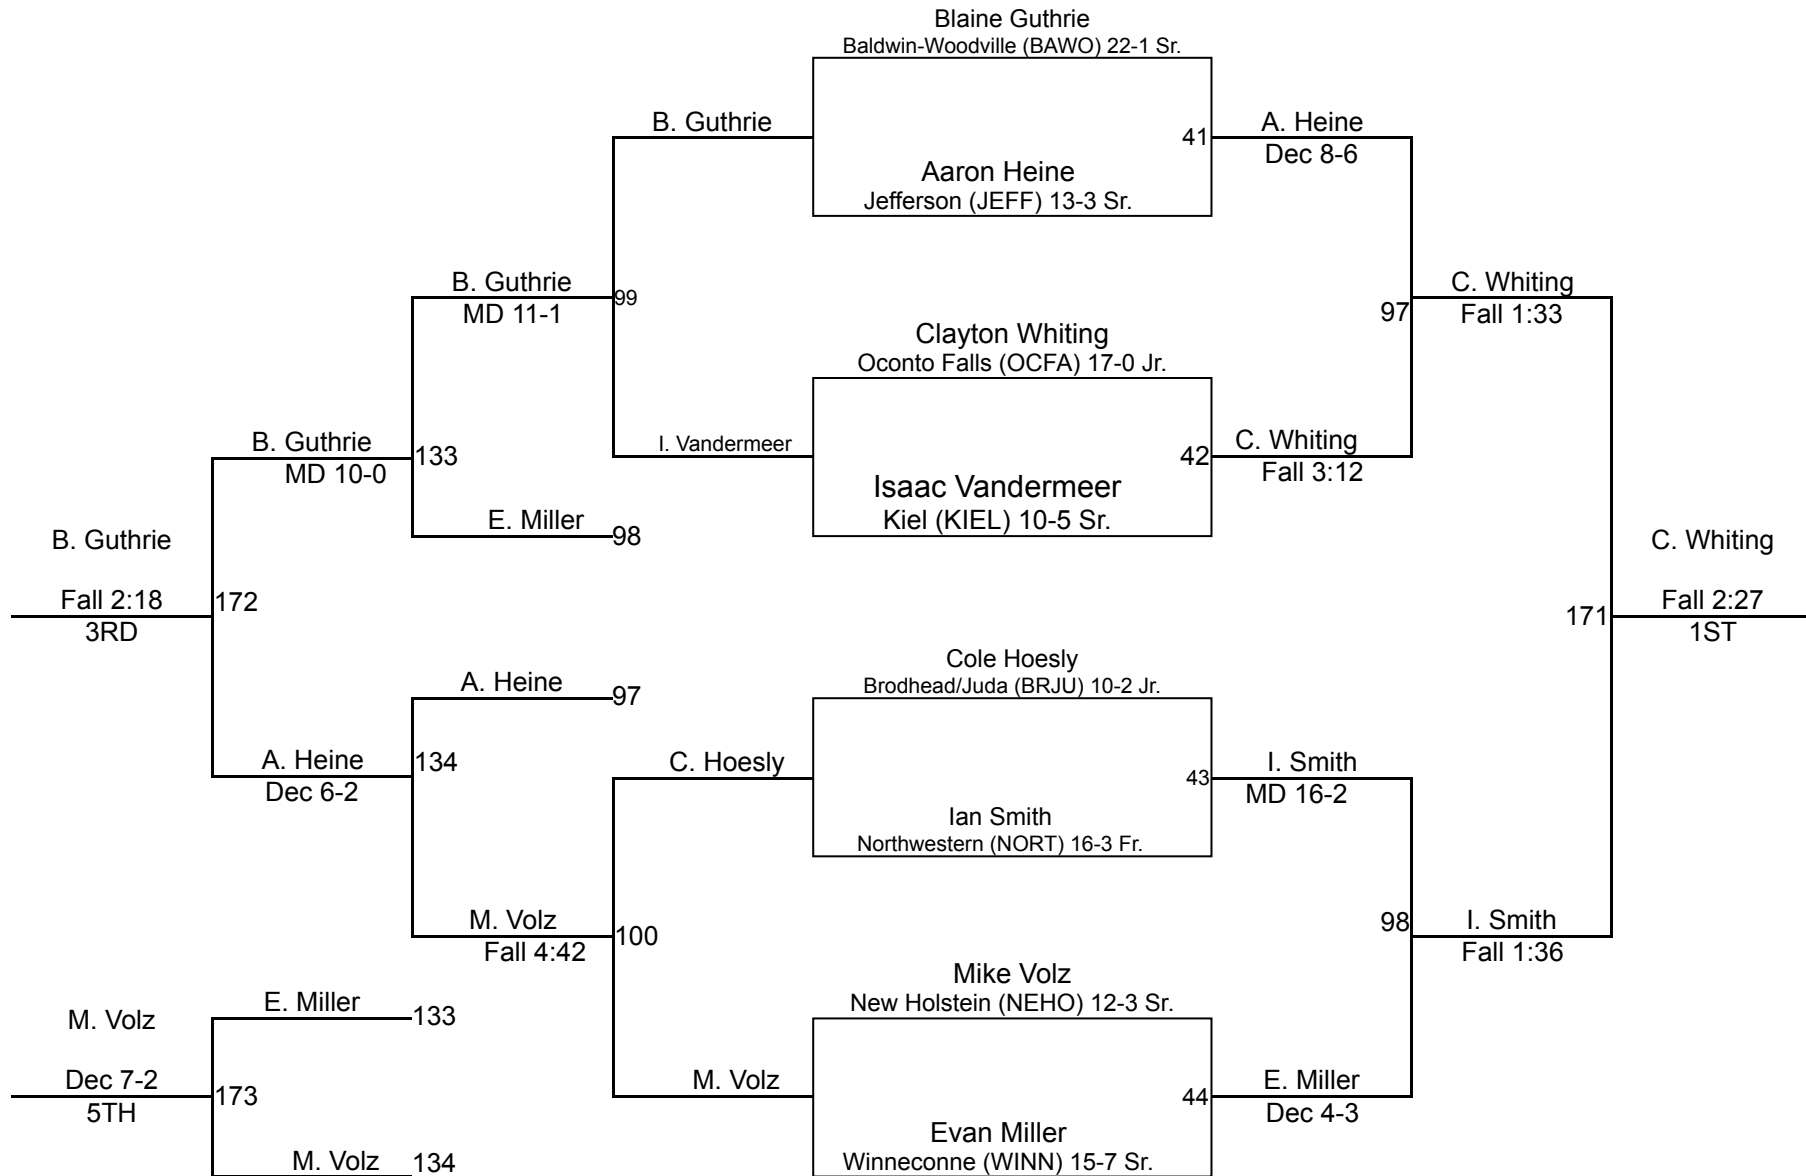 Blaine Guthrie
Baldwin-Woodville (BAWO) 22-1 Sr.
B. Guthrie
41
A. Heine
Dec 8-6
Aaron Heine
Jefferson (JEFF) 13-3 Sr.
B. Guthrie
MD 11-1
99
97
C. Whiting
Fall 1:33
Clayton Whiting
Oconto Falls (OCFA) 17-0 Jr.
B. Guthrie
MD 10-0
133
I. Vandermeer
42
C. Whiting
Fall 3:12
Isaac Vandermeer
Kiel (KIEL) 10-5 Sr.
E. Miller
98
B. Guthrie
Fall 2:18
3RD
172
171
C. Whiting
Fall 2:27
1ST
Cole Hoesly
Brodhead/Juda (BRJU) 10-2 Jr.
A. Heine
97
A. Heine
Dec 6-2
134
C. Hoesly
43
I. Smith
MD 16-2
Ian Smith
Northwestern (NORT) 16-3 Fr.
M. Volz
Fall 4:42
100
98
I. Smith
Fall 1:36
Mike Volz
New Holstein (NEHO) 12-3 Sr.
E. Miller
133
M. Volz
Dec 7-2
5TH
173
M. Volz
44
E. Miller
Dec 4-3
Evan Miller
Winneconne (WINN) 15-7 Sr.
M. Volz
134